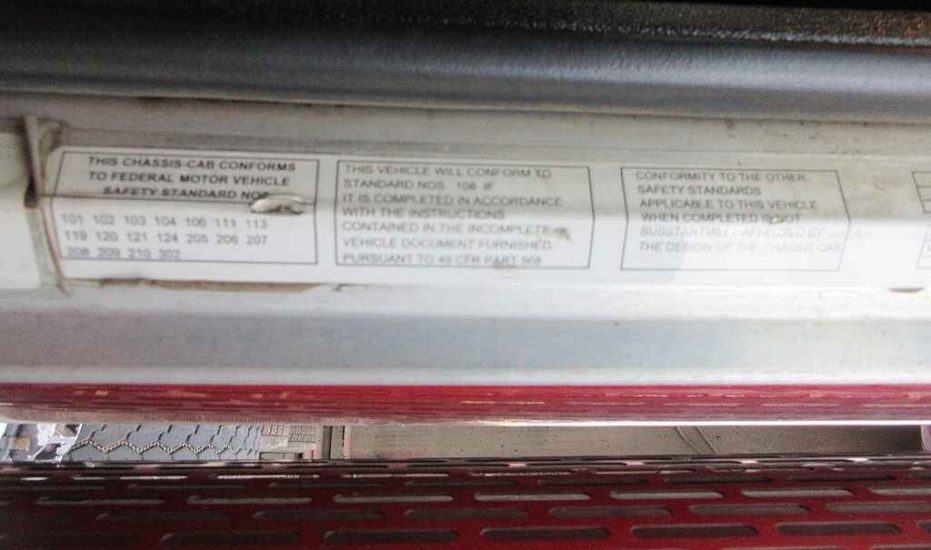 THIS CHASSIS-CAB CONFORMS
TO FEDERAL MOTOR VEHICLE
SAFETY STANDARD NOS
101 102 103 104 106 111 113
119 120 121 124 205 206 207
208 209 210 302
THIS VEHICLE WILL CONFORM TO
STANDARD NOS. 108 IF
IT IS COMPLETED IN ACCORDANCE
WITH THE INSTRUCTIONS
CONTAINED IN THE INCOMPLETE
VEHICLE DOCUMENT FURNISHED
PURSUANT TO 49 CFR PART 568
CONFORMITY TO THE OTHER
SAFETY STANDARDS
APPLICABLE TO THIS VEHICLE
WHEN COMPLETED IS NOT
SUBSTANTIALLY AFFECTED BY
THE DESIGN OF THE CHASSIS CAB